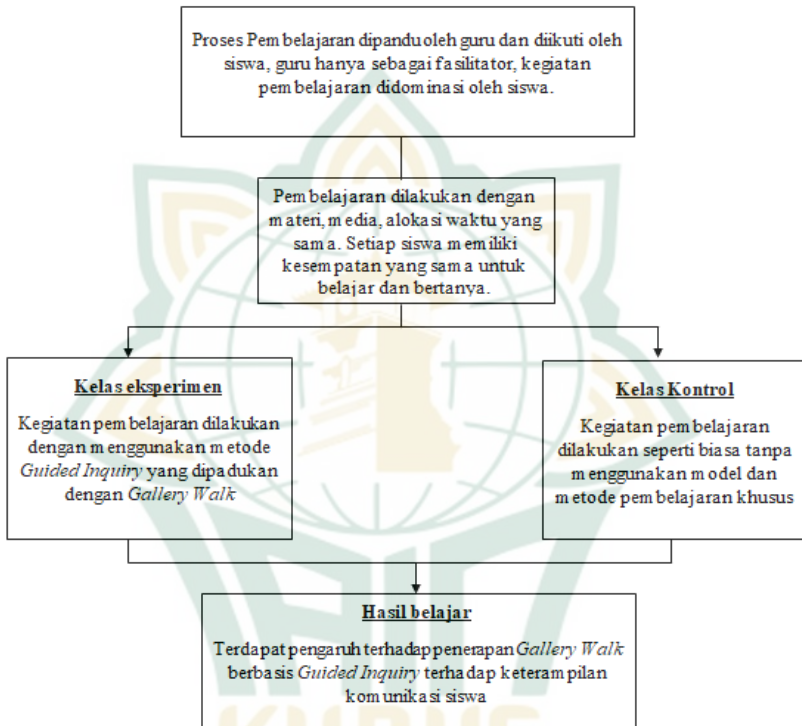 Proses Pembelajaran dipanduoleh guru dan diikuti oleh
siswa, guru hanya sebagai fasilitator, kegiatan
pembelajaran didominasi oleh siswa.
Pembelajaran dilakukan dengan
materi, media, alokasi waktu yang
sama. Setiap siswa memiliki
kesempatan yang sama untuk
belajar dan bertanya.
Kelas eksperimen
Kegiatan pembelajaran dilakukan
dengan menggunakan metode
Guided Inquiry yang dipadukan
dengan Gallery Walk
Kelas Kontrol
Kegiatan pembelajaran
dilakukan seperti biasa tanpa
menggunakan model dan
metode pembelajaran khusus
Hasil belajar
Terdapat pengaruh terhadap penerapan Gallery Walk
berbasis Guided Inquiry terhadap keterampilan
komunikasi siswa
IAIN
KUDUS